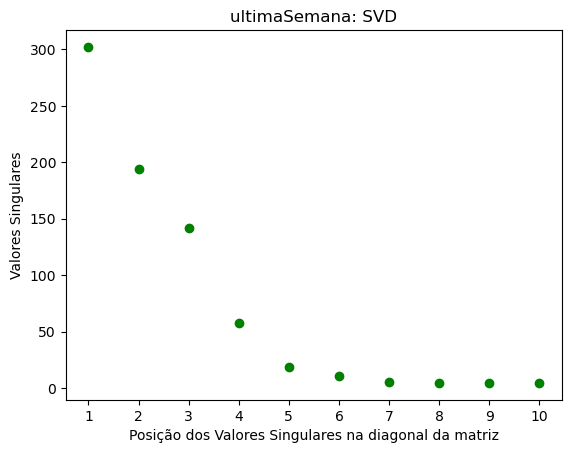 ultimaSemana: SVD
Valores Singulares
300
250
200
150
100
50
0
1 2 3 4 5 6 7 8 9 10
Posição dos Valores Singulares na diagonal da matriz